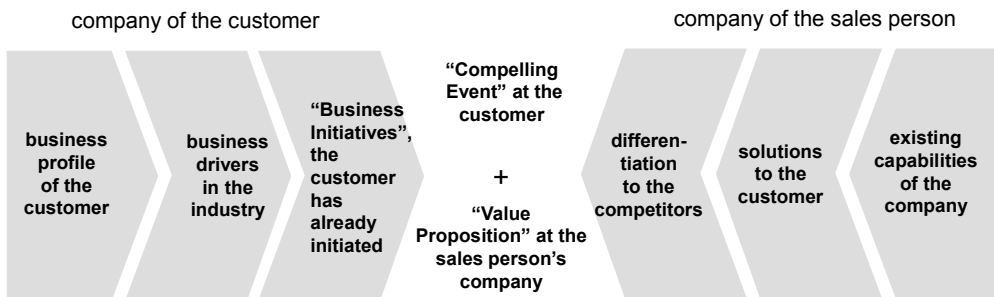 company of the customer
company of the sales person
business
profile
of the
customer
business
drivers
in the
industry
“Business
Initiatives”,
the
customer
has
already
initiated
“Compelling
Event” at the
customer
+
“Value
Proposition” at the
sales person’s
company
differen-
tiation
to the
competitors
solutions
to the
customer
existing
capabilities
of the
company